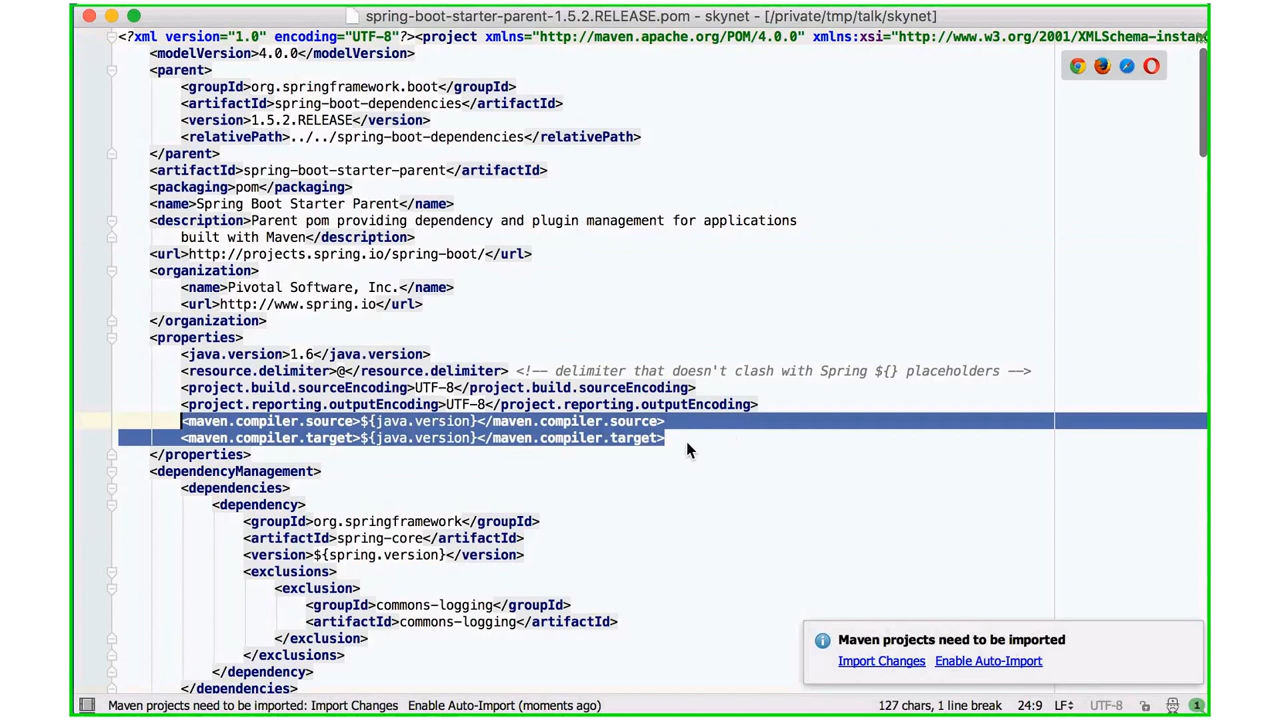 spring-boot-starter-parent-1.5.2.RELEASE.pom - skynet - [/private/tmp/talk/skynet]
<?xml version="1.0" encoding="UTF-8"?><project xmlns="http://maven.apache.org/POM/4.0.0" xmlns:xsi="http://www.w3.org/2001/XMLSchema-instanc
<modelVersion>4.0.0</modelVersion>
<parent>
<groupId>org.springframework.boot</groupId>
<artifactId>spring-boot-dependencies</artifactId>
<version>1.5.2.RELEASE</version>
<relativePath>../../spring-boot-dependencies</relativePath>
</parent>
<artifactId>spring-boot-starter-parent</artifactId>
<packaging>pom</packaging>
<name>Spring Boot Starter Parent</name>
<description>Parent pom providing dependency and plugin management for applications
built with Maven</description>
<url>http://projects.spring.io/spring-boot/</url>
<organization>
<name>Pivotal Software, Inc.</name>
<url>http://www.spring.io</url>
</organization>
<properties>
<java.version>1.6</java.version>
<resource.delimiter>@</resource.delimiter> <!-- delimiter that doesn't clash with Spring ${} placeholders -->
<project.build.sourceEncoding>UTF-8</project.build.sourceEncoding>
<project.reporting.outputEncoding>UTF-8</project.reporting.outputEncoding>
<maven.compiler.source>${java.version}</maven.compiler.source>
<maven.compiler.target>${java.version}</maven.compiler.target>
</properties>
<dependencyManagement>
<dependencies>
<dependency>
<groupId>org.springframework</groupId>
<artifactId>spring-core</artifactId>
<version>${spring.version}</version>
<exclusions>
<exclusion>
<groupId>commons-logging</groupId>
<artifactId>commons-logging</artifactId>
</exclusion>
</exclusions>
</dependency>
</dependencies>
Maven projects need to be imported
Import Changes Enable Auto-Import
Maven projects need to be imported: Import Changes Enable Auto-Import (moments ago) 127 chars, 1 line break 24:9 LF UTF-8 1